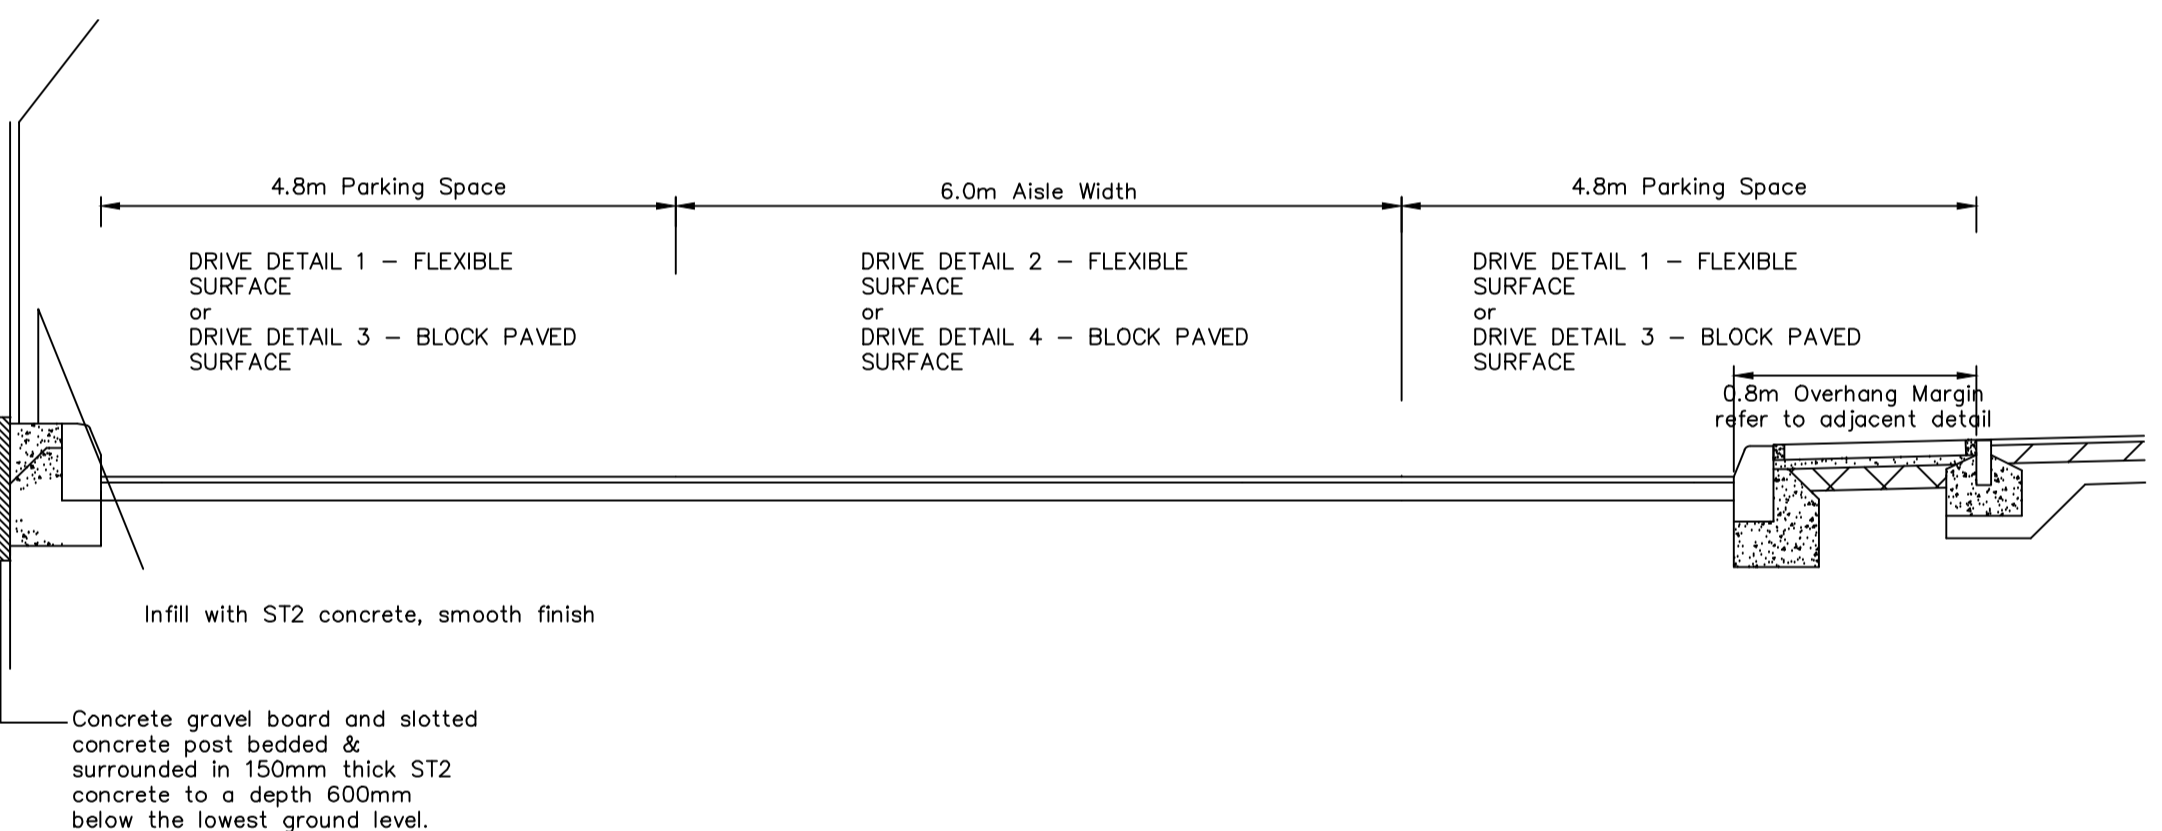 4.8m Parking Space
6.0m Aisle Width
4.8m Parking Space
DRIVE DETAIL 1 – FLEXIBLE
SURFACE
or
DRIVE DETAIL 3 – BLOCK PAVED
SURFACE
DRIVE DETAIL 2 – FLEXIBLE
SURFACE
or
DRIVE DETAIL 4 – BLOCK PAVED
SURFACE
DRIVE DETAIL 1 – FLEXIBLE
SURFACE
or
DRIVE DETAIL 3 – BLOCK PAVED
SURFACE
0.8m Overhang Margin
refer to adjacent detail
Infill with ST2 concrete, smooth finish
Concrete gravel board and slotted
concrete post bedded &
surrounded in 150mm thick ST2
concrete to a depth 600mm
below the lowest ground level.